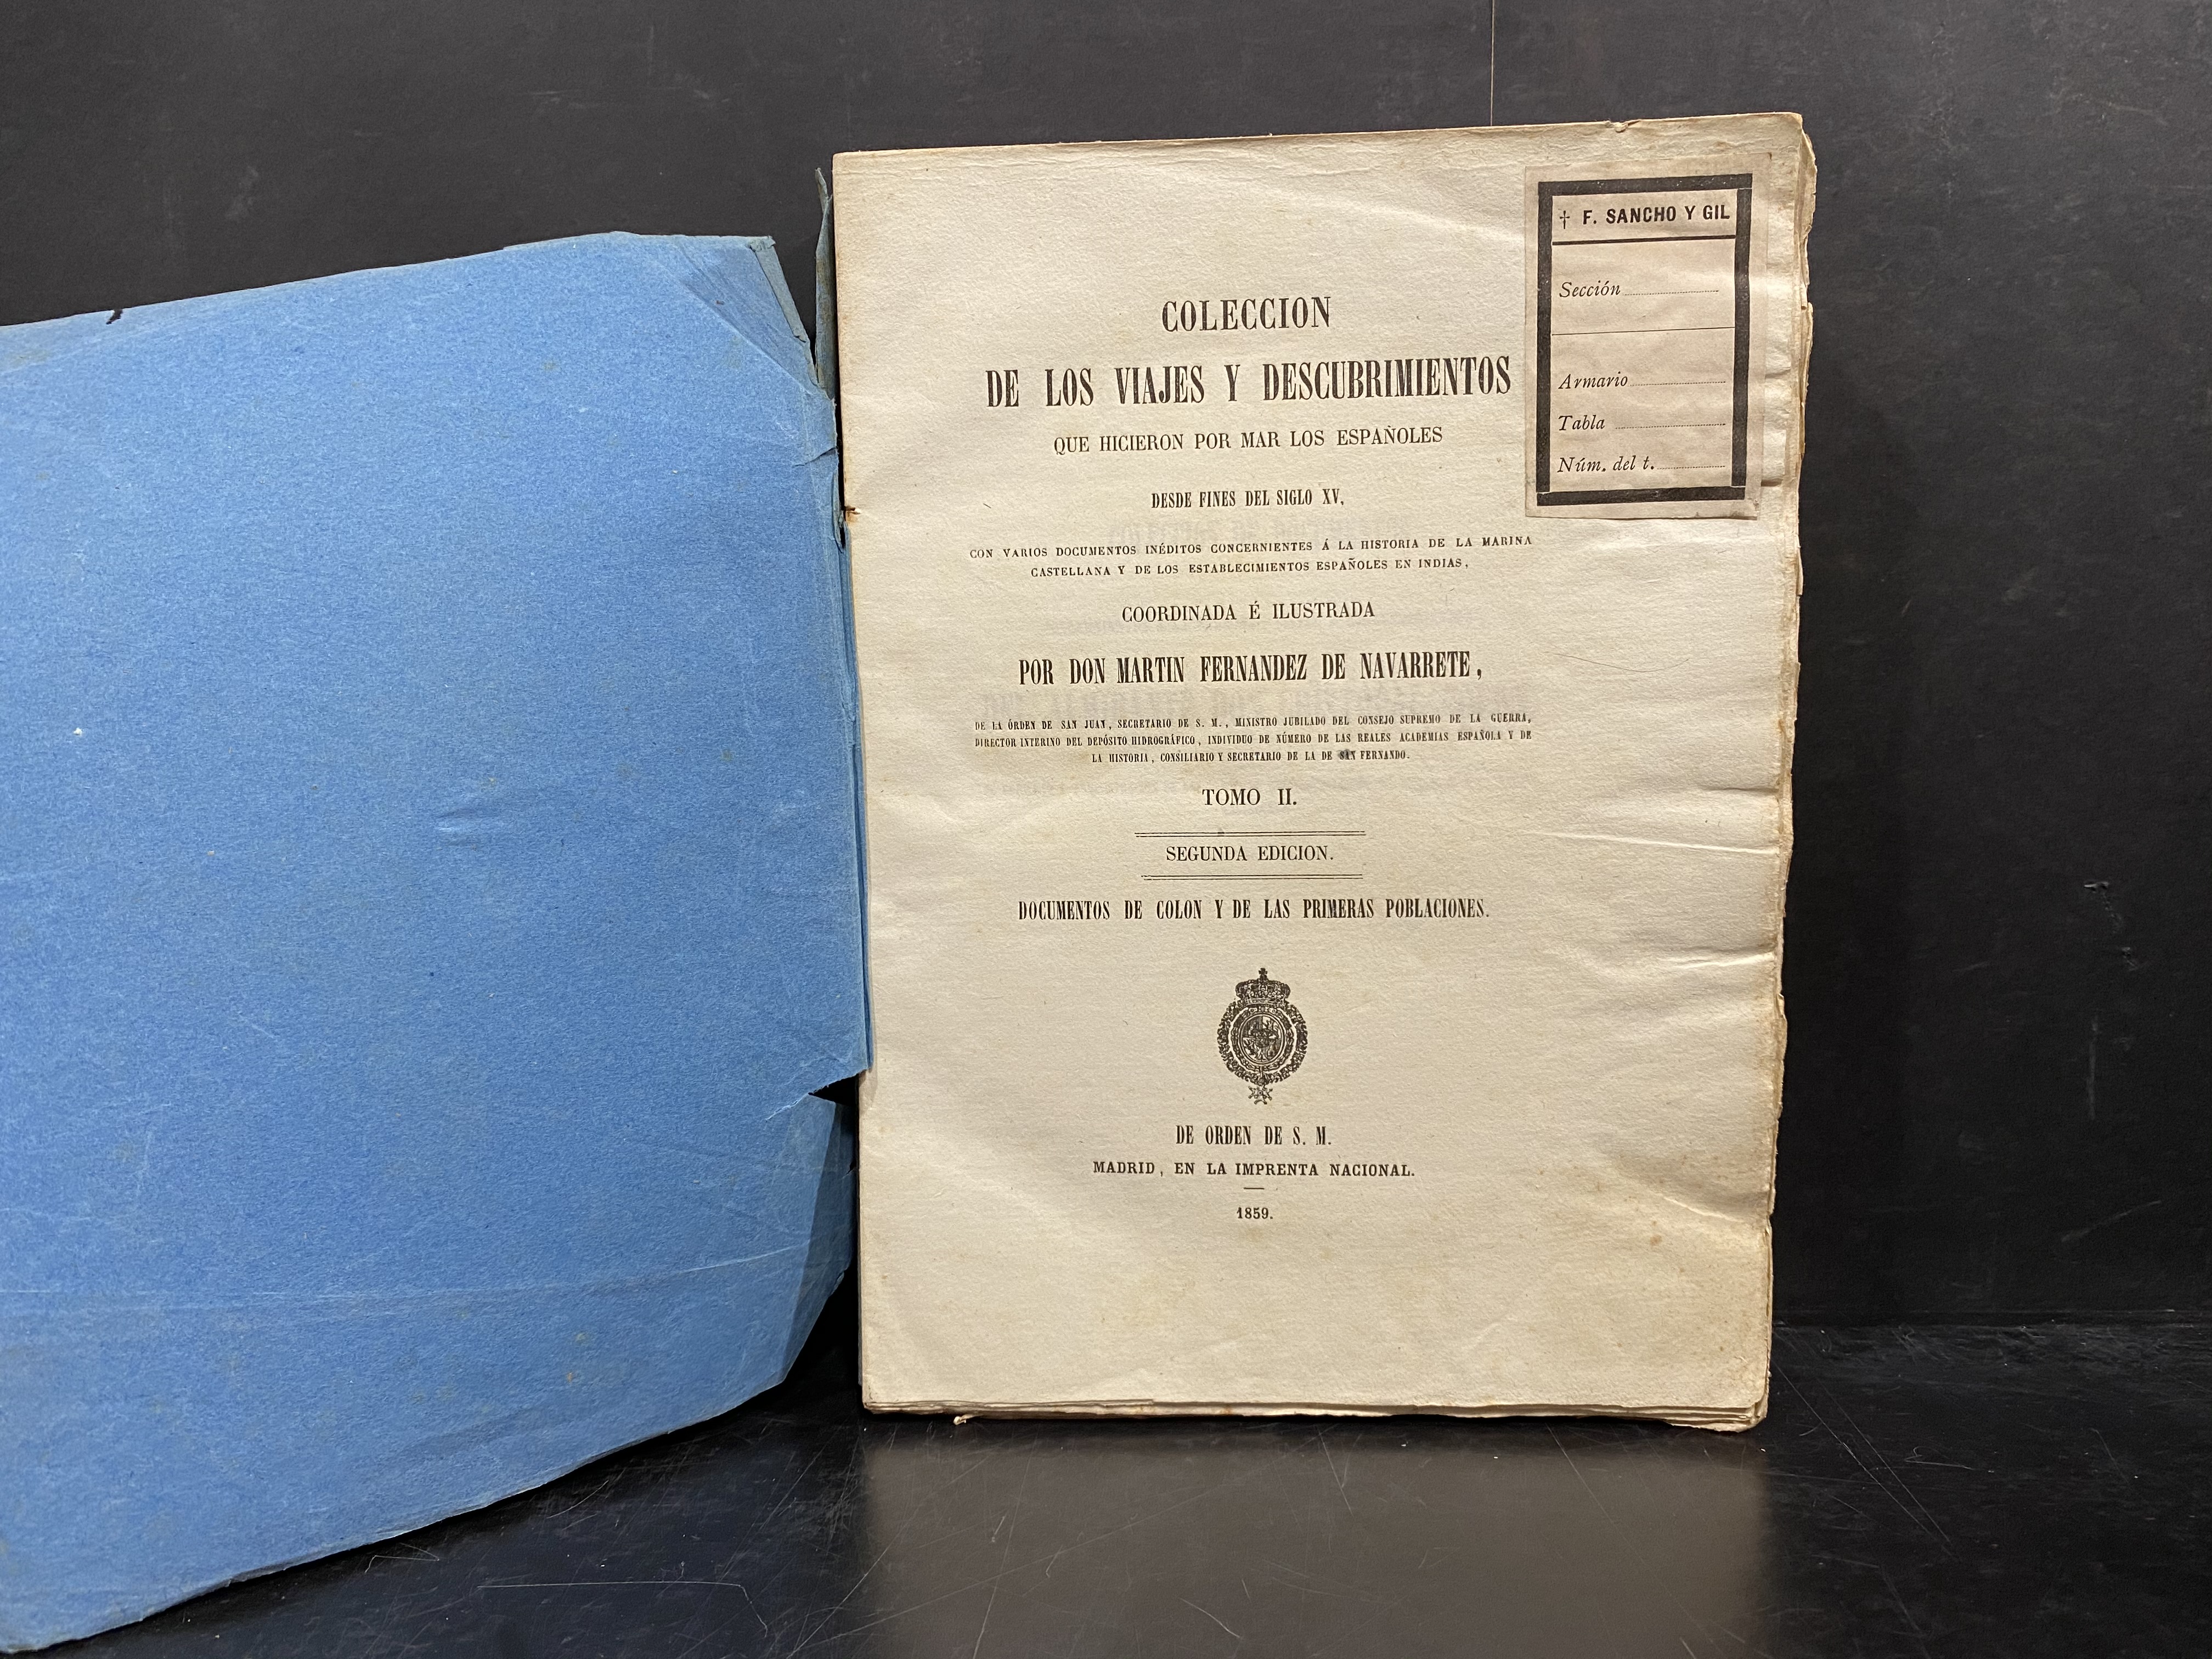 COLECCION
DE LOS VIAJES Y DESCUBRIMIENTOS
QUE HICIERON POR MAR LOS ESPAÑOLES
DESDE FINES DEL SIGLO XV,
CON VARIOS DOCUMENTOS INÉDITOS CONCERNIENTES Á LA HISTORIA DE LA MARINA
CASTELLANA Y DE LOS ESTABLECIMIENTOS ESPAÑOLES EN INDIAS,
COORDINADA É ILUSTRADA
POR DON MARTIN FERNANDEZ DE NAVARRETE,
DE LA ÓRDEN DE SAN JUAN, SECRETARIO DE S. M., MINISTRO JUBILADO DEL CONSEJO SUPREMO DE LA GUERRA,
DIRECTOR INTERINO DEL DEPÓSITO HIDROGRÁFICO, INDIVIDUO DE NÚMERO DE LAS REALES ACADEMIAS ESPAÑOLA Y DE
LA HISTORIA, CONSILIARIO Y SECRETARIO DE LA DE SAN FERNANDO.
TOMO II.
SEGUNDA EDICION.
DOCUMENTOS DE COLON Y DE LAS PRIMERAS POBLACIONES.
DE ORDEN DE S. M.
MADRID, EN LA IMPRENTA NACIONAL.
1859.
† F. SANCHO Y GIL
Sección
Armario
Tabla
Núm. del t.